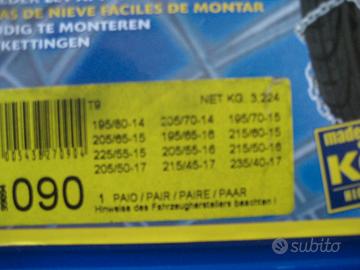 AS DE NIEVE FÁCILES DE MONTAR
DIG TE MONTEREN
KETTINGEN
T9 NET KG. 3,224
195/80-14 205/70-14 195/70-15
205/65-15 195/65-16 215/60-15
225/55-15 205/55-16 215/50-16
205/50-17 215/45-17 235/40-17
090
1 PAIO / PAIR / PAIRE / PAAR
Hinweise des Fahrzeugherstellers beachten !
made
subito